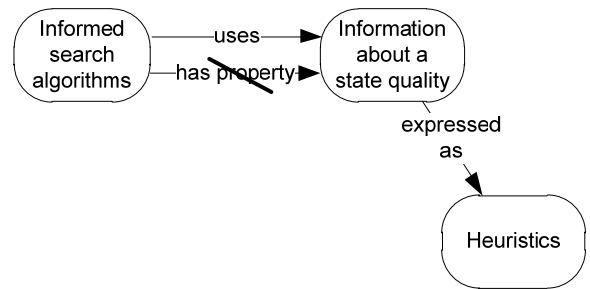 Informed
search
algorithms
uses
has property
Information
about a
state quality
expressed
as
Heuristics